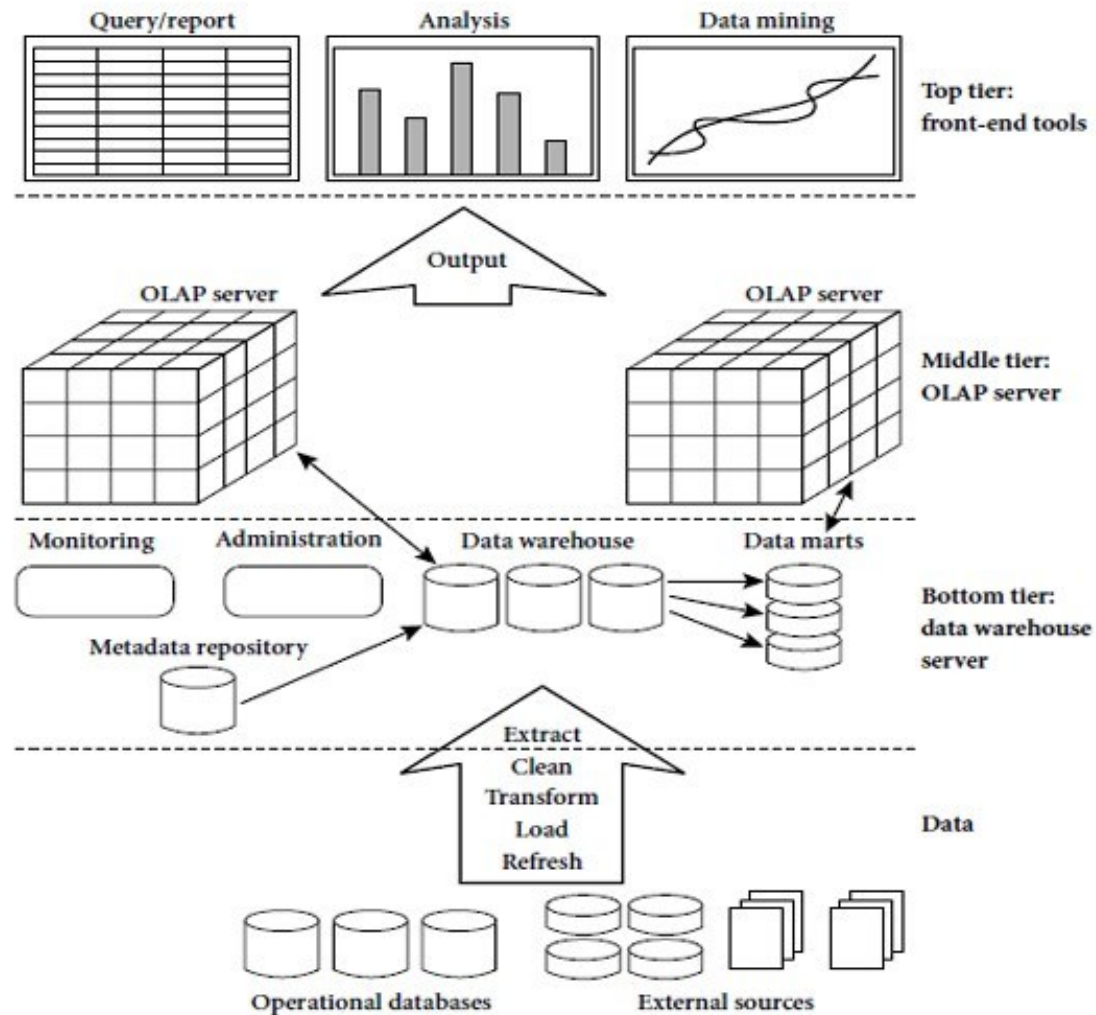 Query/report
Analysis
Data mining
Top tier:
front-end tools
Output
OLAP server
OLAP server
Middle tier:
OLAP server
Monitoring
Administration
Data warehouse
Data marts
Bottom tier:
data warehouse
server
Metadata repository
Extract
Clean
Transform
Load
Refresh
Data
Operational databases
External sources